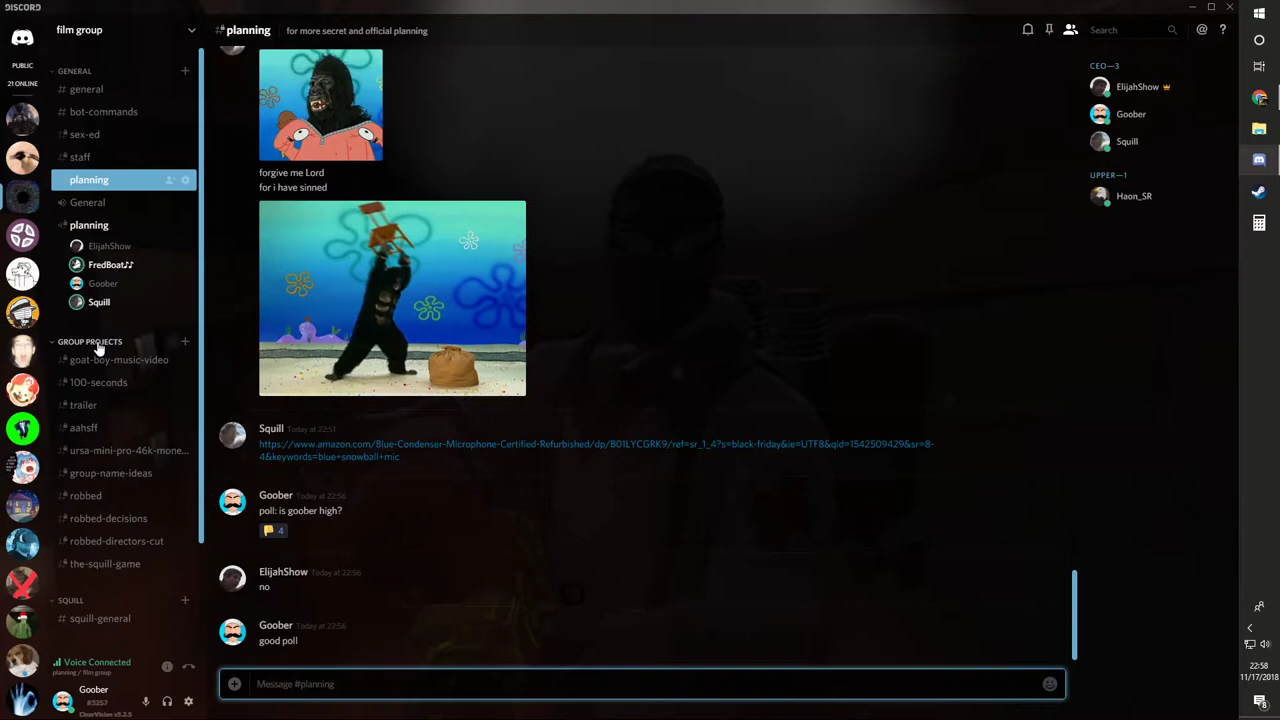 DISCORD
film group
planning
for more secret and official planning
Search
PUBLIC
21 ONLINE
GENERAL
general
bot-commands
sex-ed
staff
planning
General
planning
ElijahShow
FredBoat♪♪
Goober
Squill
GROUP PROJECTS
goat-boy-music-video
100-seconds
trailer
aahsff
ursa-mini-pro-46k-mone...
group-name-ideas
robbed
robbed-decisions
robbed-directors-cut
the-squill-game
SQUILL
squill-general
Voice Connected
planning / film group
Goober
#3257
ClearVision v5.2.5
forgive me Lord
for i have sinned
Squill Today at 22:51
https://www.amazon.com/Blue-Condenser-Microphone-Certified-Refurbished/dp/B01LYCGRK9/ref=sr_1_4?s=black-friday&ie=UTF8&qid=1542509429&sr=8-
4&keywords=blue+snowball+mic
Goober Today at 22:56
poll: is goober high?
4
ElijahShow Today at 22:56
no
Goober Today at 22:56
good poll
Message #planning
CEO—3
ElijahShow
Goober
Squill
UPPER—1
Haon_SR
22:58
11/17/2018